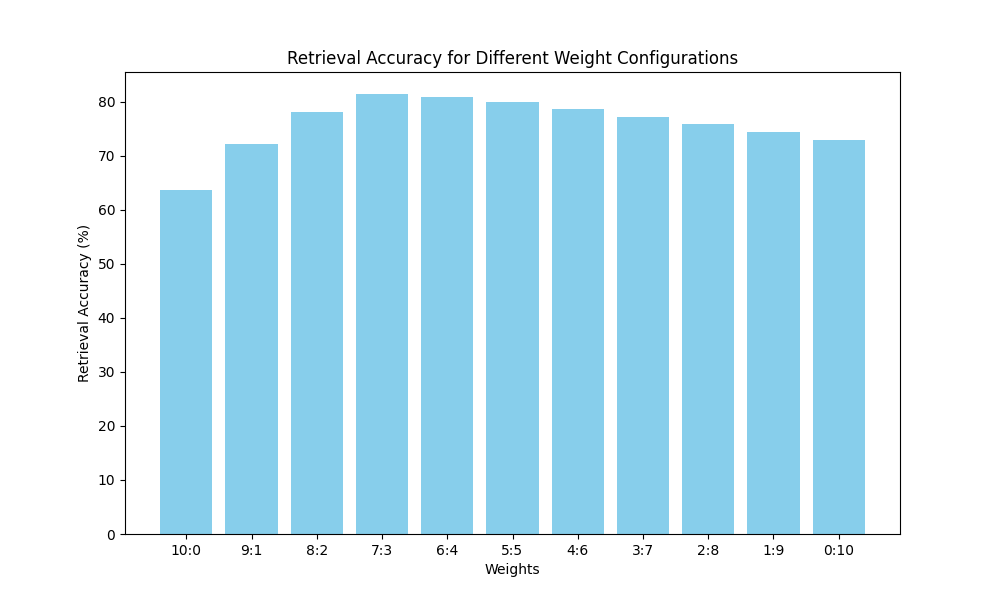 Retrieval Accuracy for Different Weight Configurations
Retrieval Accuracy (%)
80
70
60
50
40
30
20
10
0
10:0 9:1 8:2 7:3 6:4 5:5 4:6 3:7 2:8 1:9 0:10
Weights